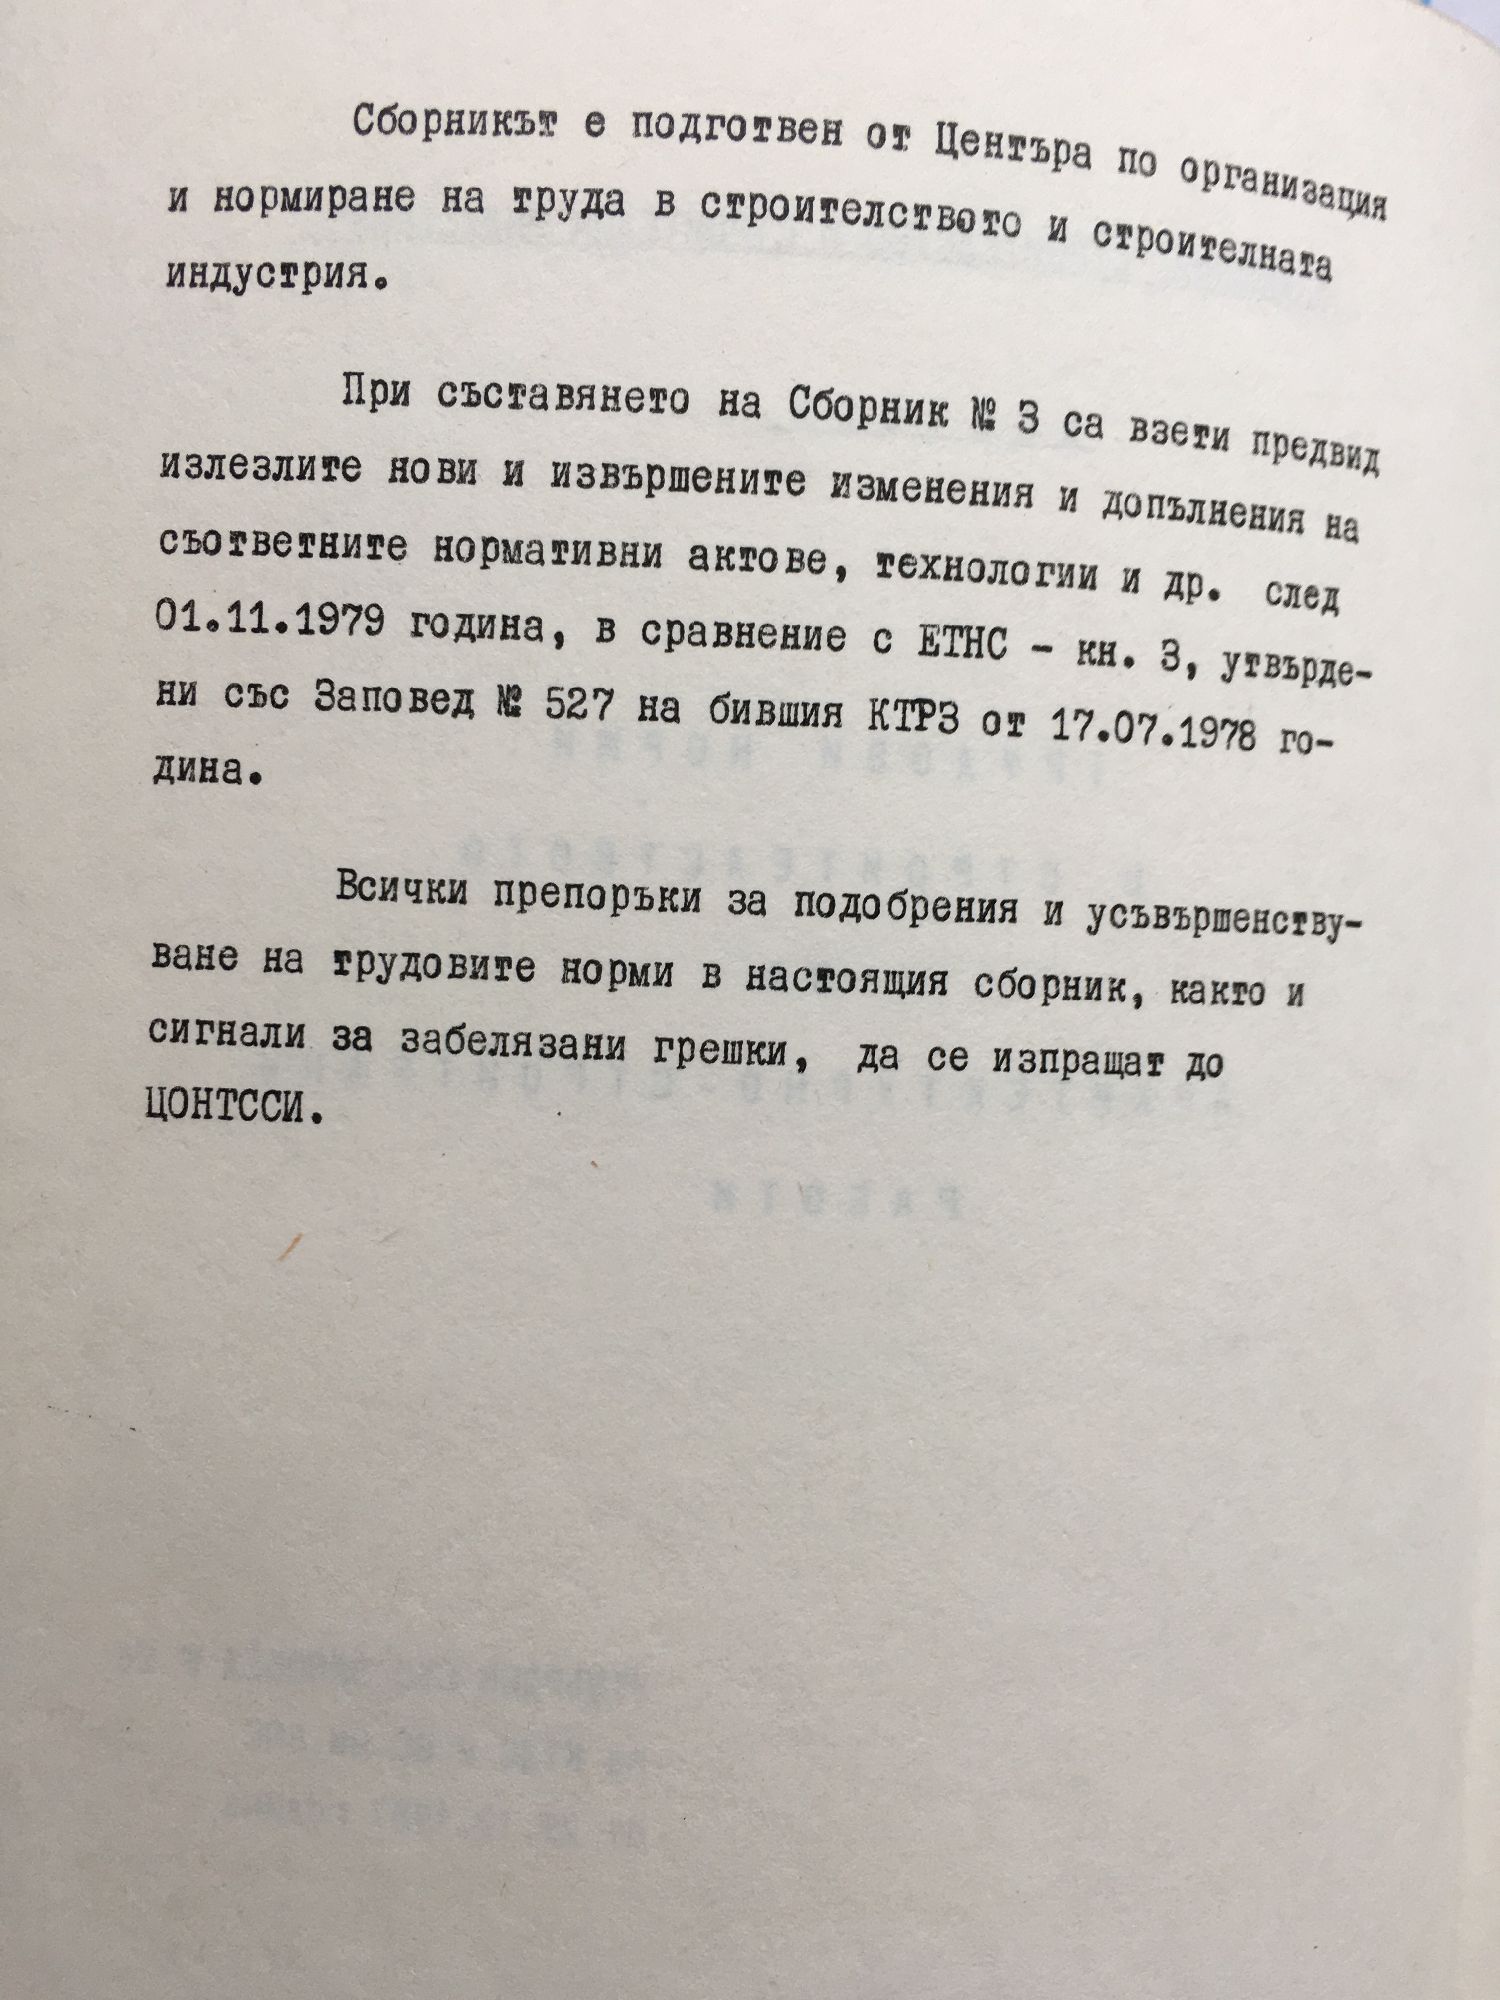 Сборникът е подготвен от Центъра по организация
и нормиране на труда в строителството и строителната
индустрия.
При съставянето на Сборник № 3 са взети предвид
излезлите нови и извършените изменения и допълнения на
съответните нормативни актове, технологии и др. след
01.11.1979 година, в сравнение с ЕТНС - кн. 3, утвърде-
ни със Заповед № 527 на бившия КТРЗ от 17.07.1978 го-
дина.
Всички препоръки за подобрения и усъвършенству-
ване на трудовите норми в настоящия сборник, както и
сигнали за забелязани грешки, да се изпращат до
ЦОНТССИ.